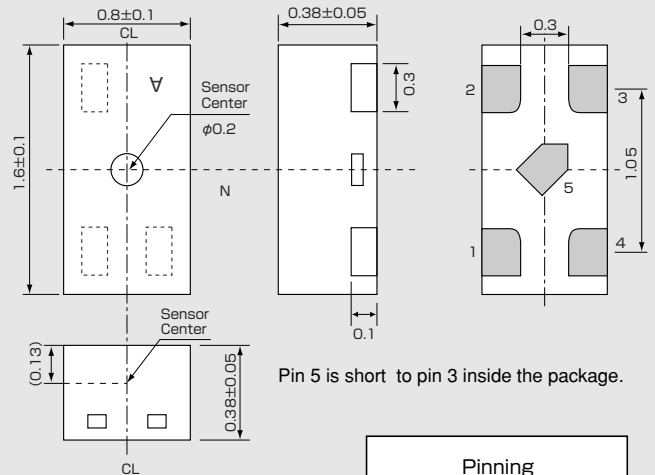 0.8±0.1
CL
0.38±0.05
0.3
2
3
∀
Sensor
Center
φ0.2
0.3
1.6±0.1
N
5
1.05
1
4
0.1
Sensor
Center
(0.13)
0.38±0.05
Pin 5 is short to pin 3 inside the package.
CL
Pinning